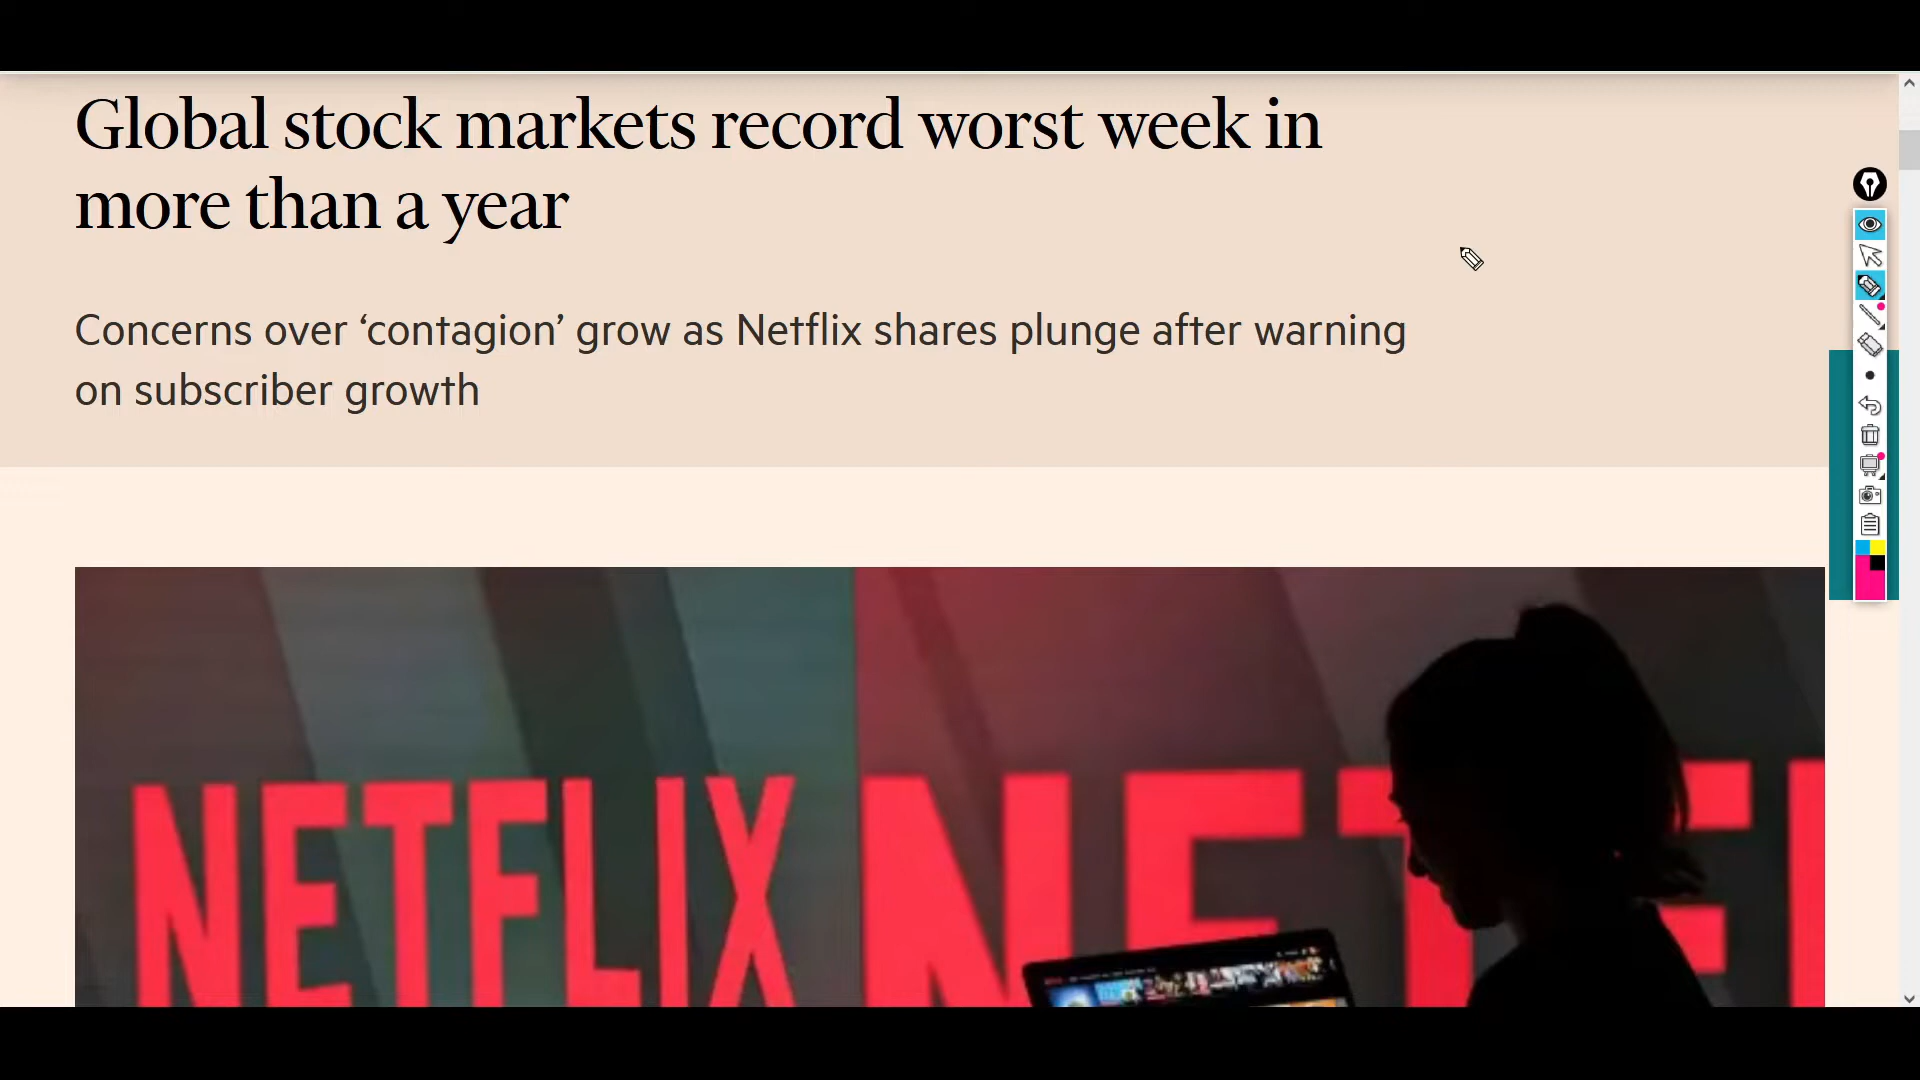 Global stock markets record worst week in
more than a year
Concerns over ‘contagion’ grow as Netflix shares plunge after warning
on subscriber growth
NETFLIX
NETFL